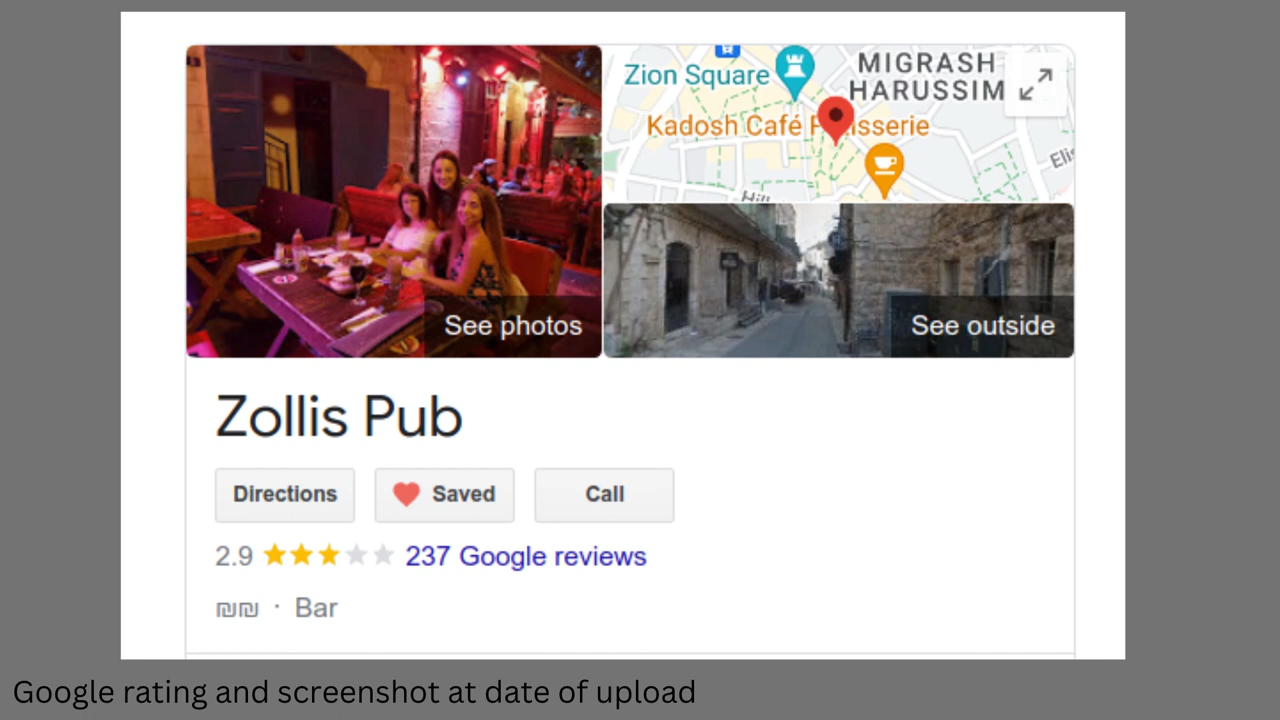 Zion Square
MIGRASH
HARUSSIM
Kadosh Café
See photos
See outside
Zollis Pub
Directions
Saved
Call
2.9
237 Google reviews
₪₪ · Bar
Google rating and screenshot at date of upload